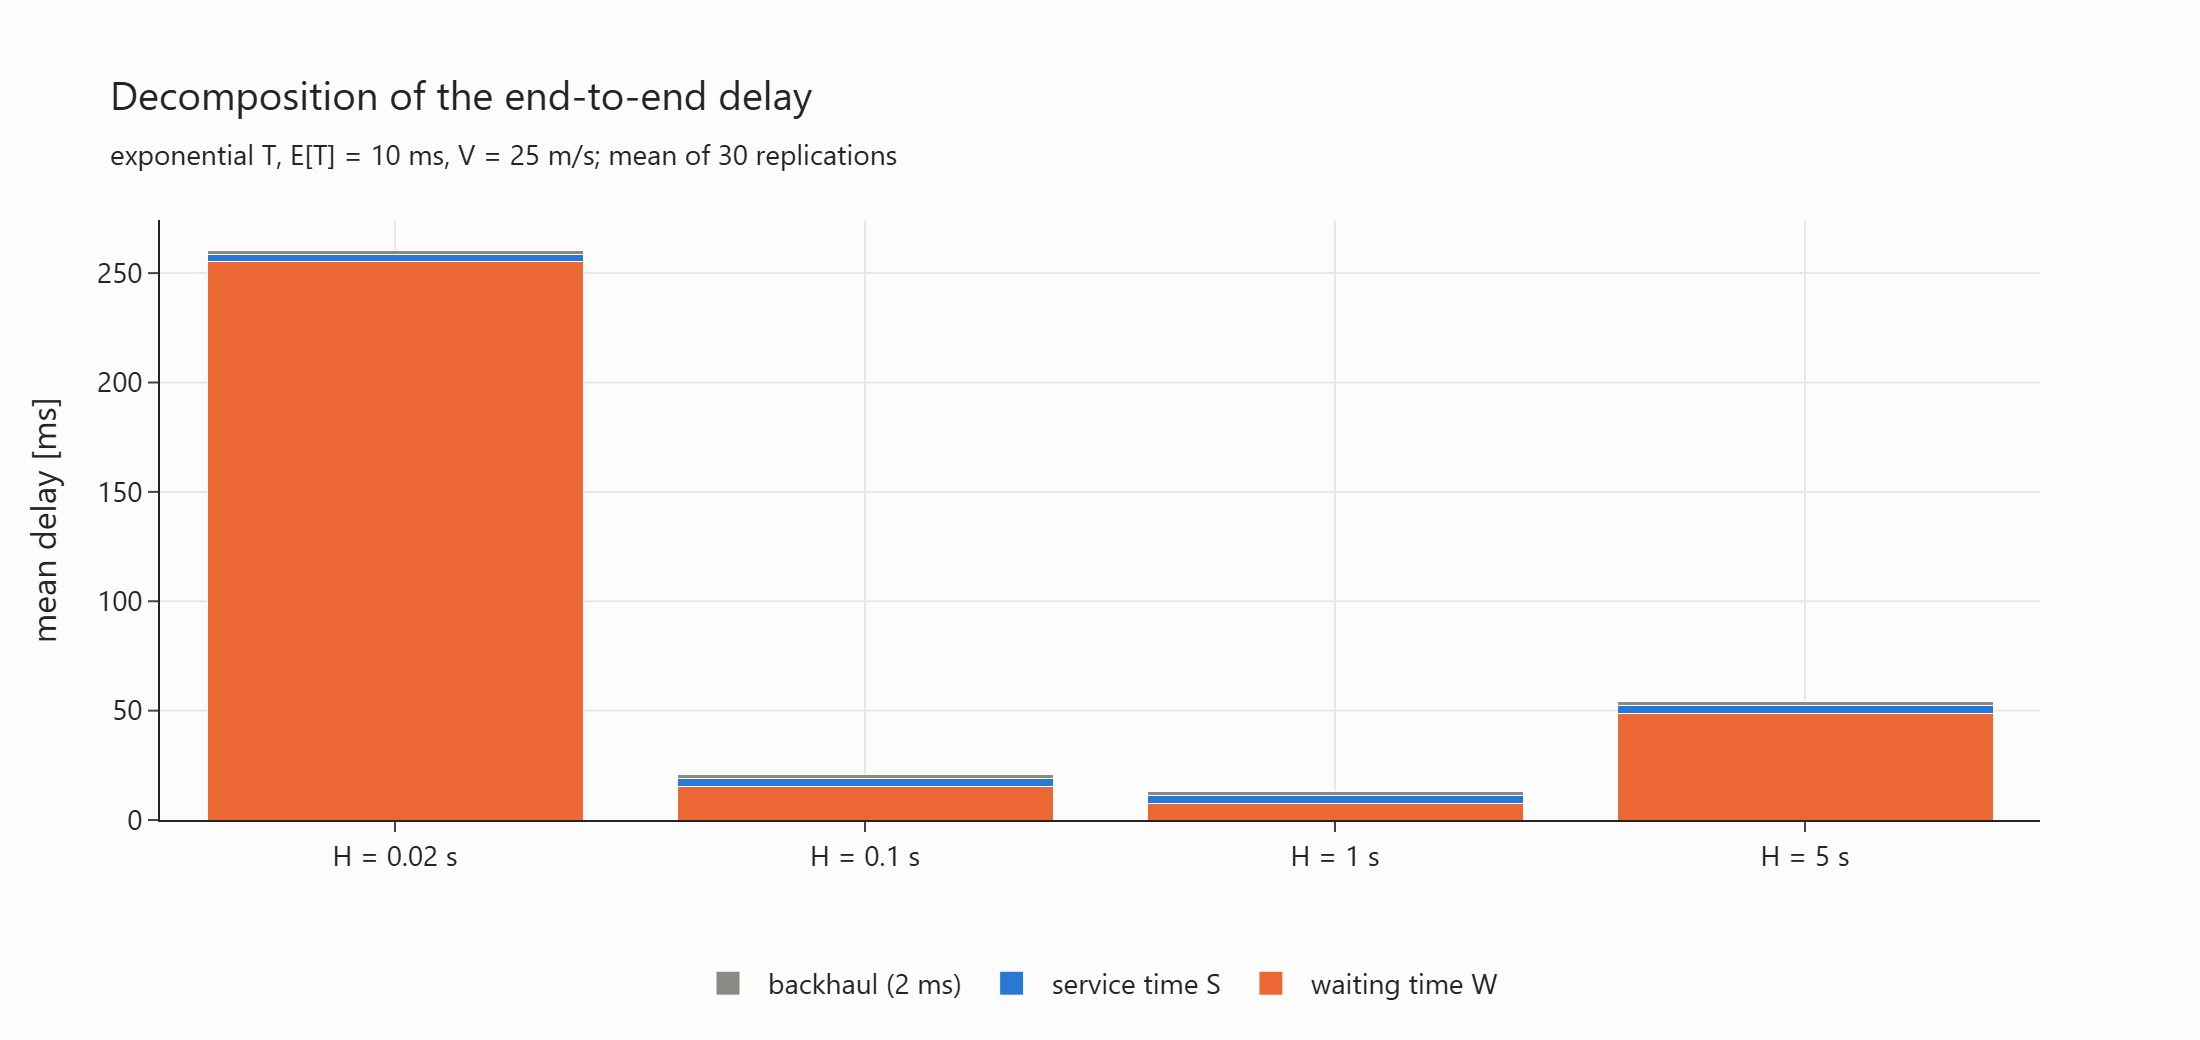 Decomposition of the end-to-end delay
exponential T, E[T] = 10 ms, V = 25 m/s; mean of 30 replications
mean delay [ms]
250
200
150
100
50
0
H = 0.02 s
H = 0.1 s
H = 1 s
H = 5 s
backhaul (2 ms)
service time S
waiting time W